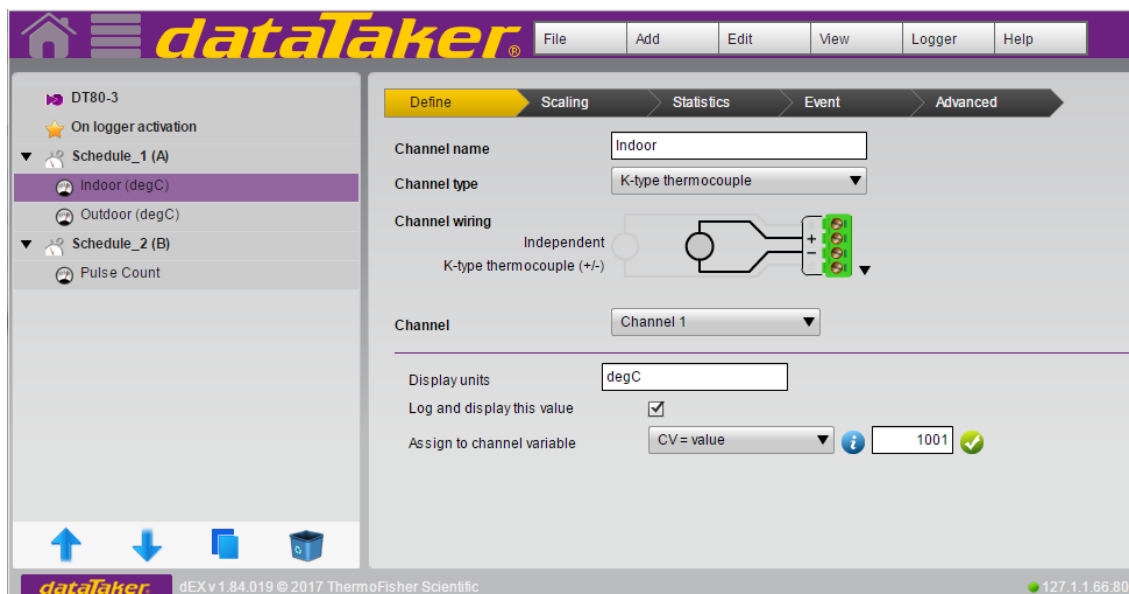 dataTaker®
File Add Edit View Logger Help
DT80-3
On logger activation
Schedule_1 (A)
Indoor (degC)
Outdoor (degC)
Schedule_2 (B)
Pulse Count
Define Scaling Statistics Event Advanced
Channel name Indoor
Channel type K-type thermocouple
Channel wiring
Independent
K-type thermocouple (+/-)
+
-
Channel Channel 1
Display units degC
Log and display this value
Assign to channel variable CV = value i 1001
dataTaker. dEX v 1.84.019 © 2017 ThermoFisher Scientific 127.1.1.66:80